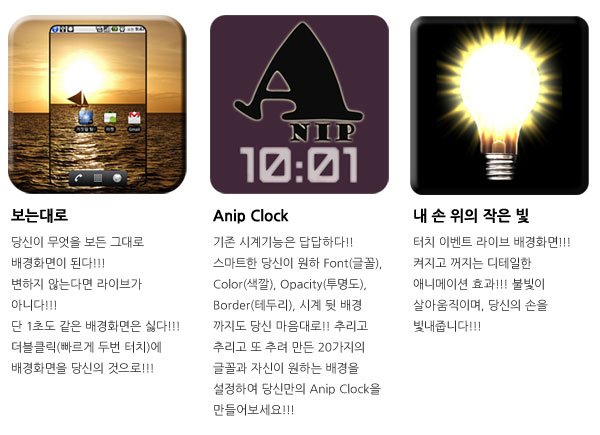 Gmail
A
NIP
10:01
보는대로
당신이 무엇을 보든 그대로
배경화면이 된다!!!
변하지 않는다면 라이브가
아니다!!!
단 1초도 같은 배경화면은 싫다!!!
더블클릭(빠르게 두번 터치)에
배경화면을 당신의 것으로!!!
Anip Clock
기존 시계기능은 답답하다!!
스마트한 당신이 원하 Font(글꼴),
Color(색깔), Opacity(투명도),
Border(테두리), 시계 뒷 배경
까지도 당신 마음대로!! 추리고
추리고 또 추려 만든 20가지의
글꼴과 자신이 원하는 배경을
설정하여 당신만의 Anip Clock을
만들어보세요!!!
내 손 위의 작은 빛
터치 이벤트 라이브 배경화면!!!
켜지고 꺼지는 디테일한
애니메이션 효과!!! 불빛이
살아움직이며, 당신의 손을
빛내줍니다!!!